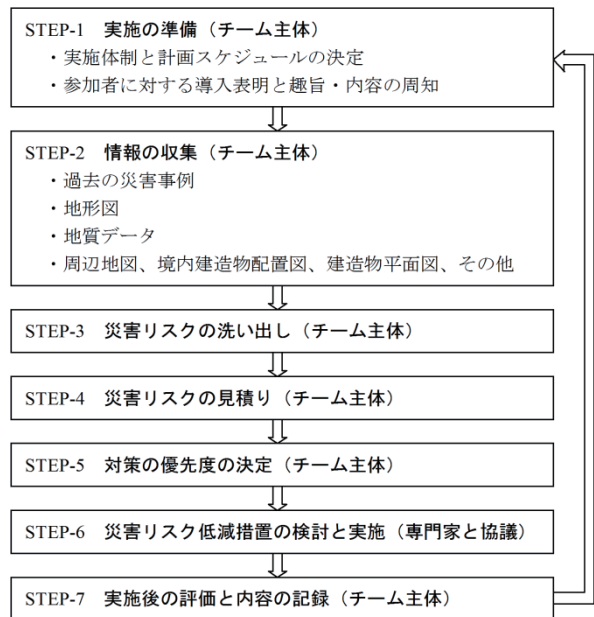 STEP-1 実施の準備（チーム主体）
・実施体制と計画スケジュールの決定
・参加者に対する導入表明と趣旨・内容の周知
STEP-2 情報の収集（チーム主体）
・過去の災害事例
・地形図
・地質データ
・周辺地図、境内建造物配置図、建造物平面図、その他
STEP-3 災害リスクの洗い出し（チーム主体）
STEP-4 災害リスクの見積り（チーム主体）
STEP-5 対策の優先度の決定（チーム主体）
STEP-6 災害リスク低減措置の検討と実施（専門家と協議）
STEP-7 実施後の評価と内容の記録（チーム主体）